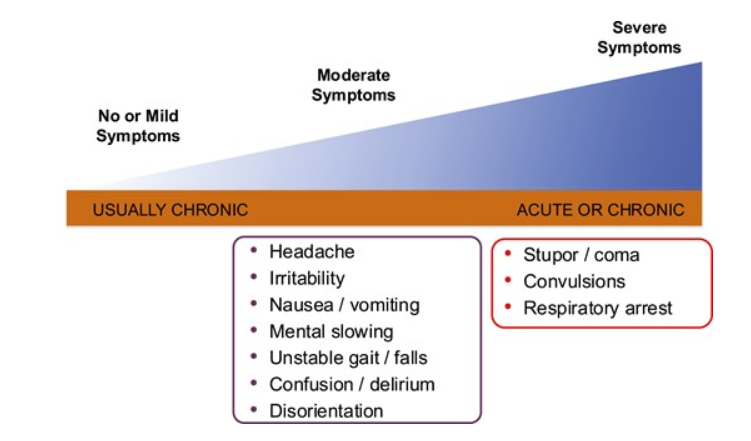 Severe
Symptoms
Moderate
Symptoms
No or Mild
Symptoms
USUALLY CHRONIC
ACUTE OR CHRONIC
• Headache
• Irritability
• Nausea / vomiting
• Mental slowing
• Unstable gait / falls
• Confusion / delirium
• Disorientation
• Stupor / coma
• Convulsions
• Respiratory arrest